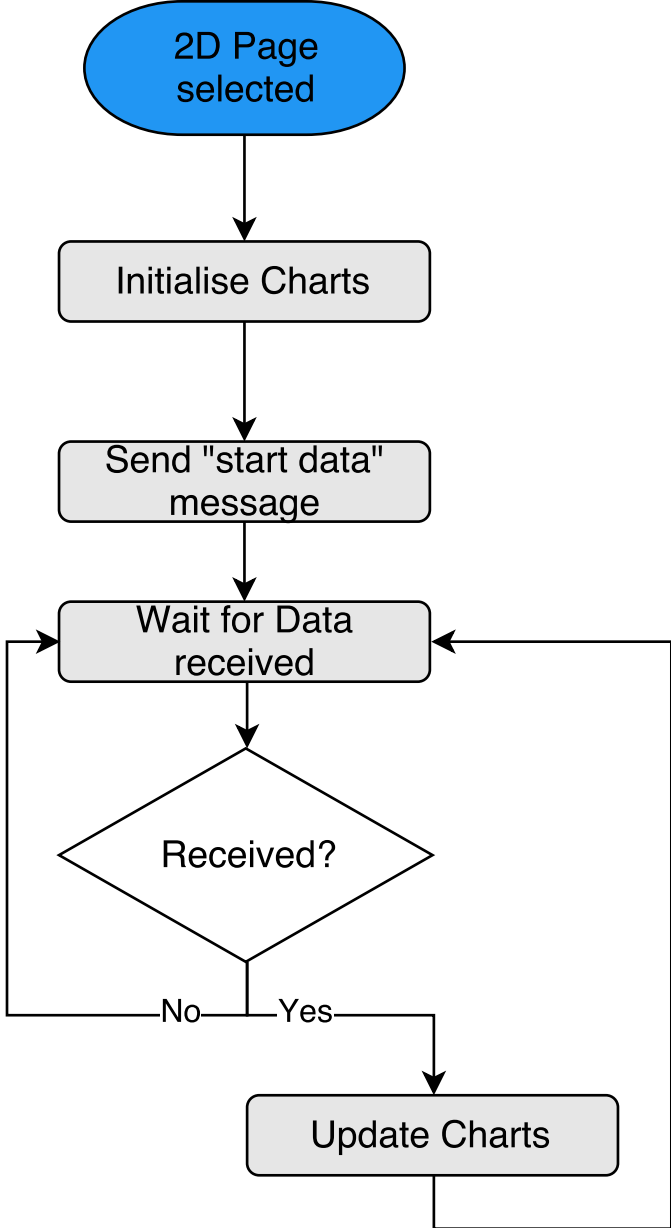 2D Page
selected
Initialise Charts
Send "start data"
message
Wait for Data
received
Received?
No
Yes
Update Charts